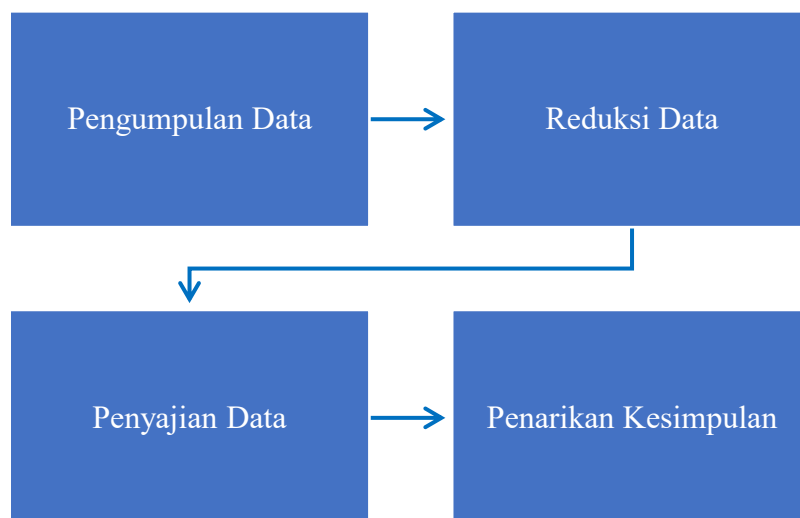 Pengumpulan Data
Reduksi Data
Penyajian Data
Penarikan Kesimpulan